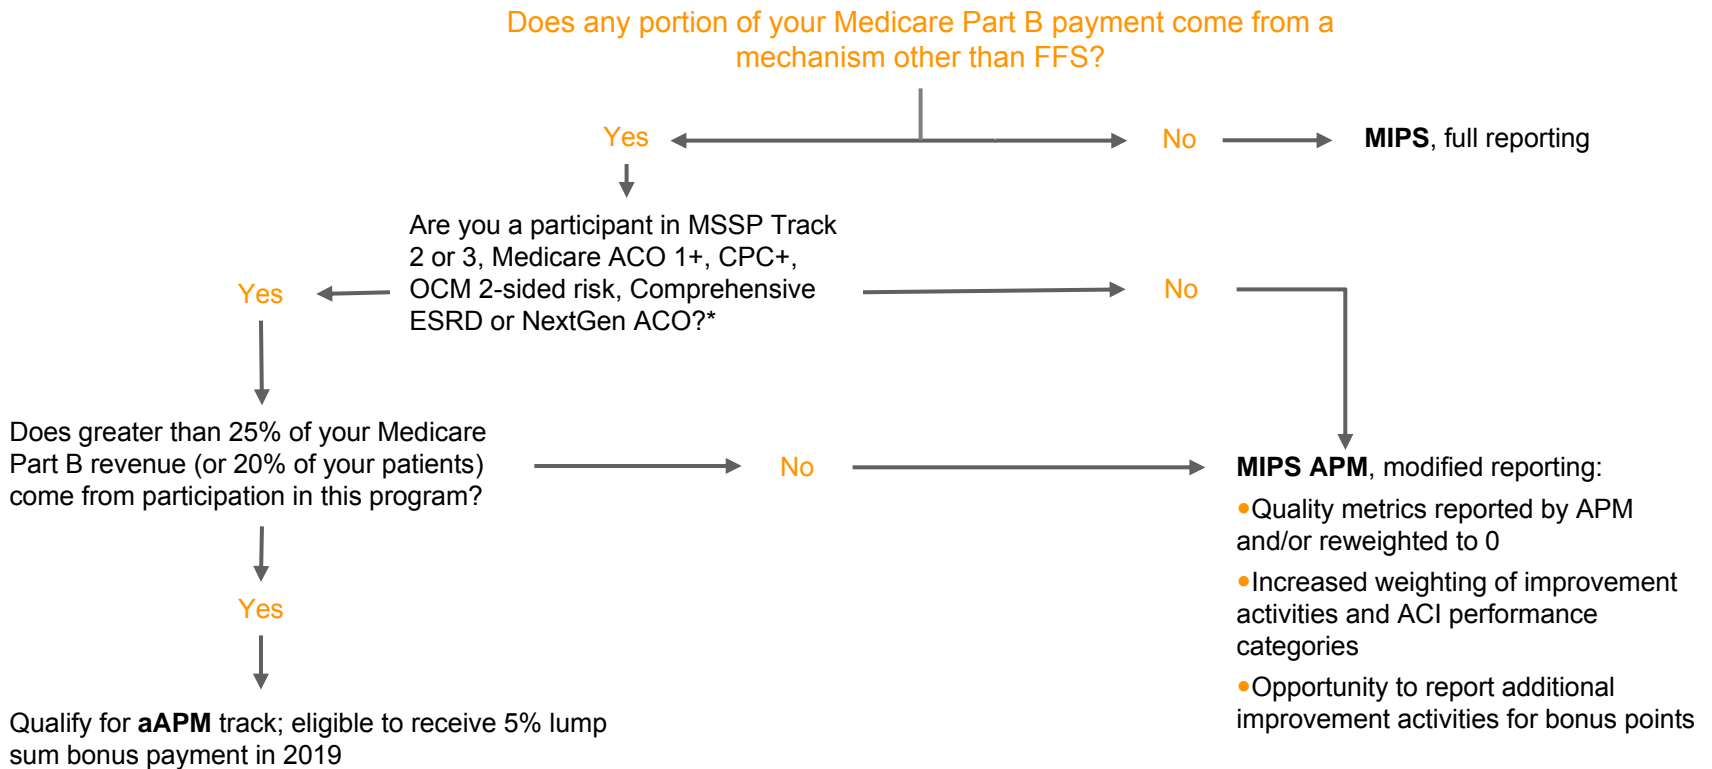 Does any portion of your Medicare Part B payment come from a
mechanism other than FFS?
Yes
No
MIPS, full reporting
Are you a participant in MSSP Track
2 or 3, Medicare ACO 1+, CPC+,
OCM 2-sided risk, Comprehensive
ESRD or NextGen ACO?*
Yes
No
Does greater than 25% of your Medicare
Part B revenue (or 20% of your patients)
come from participation in this program?
No
MIPS APM, modified reporting:
•Quality metrics reported by APM
and/or reweighted to 0
•Increased weighting of improvement
activities and ACI performance
categories
•Opportunity to report additional
improvement activities for bonus points
Yes
Qualify for aAPM track; eligible to receive 5% lump
sum bonus payment in 2019